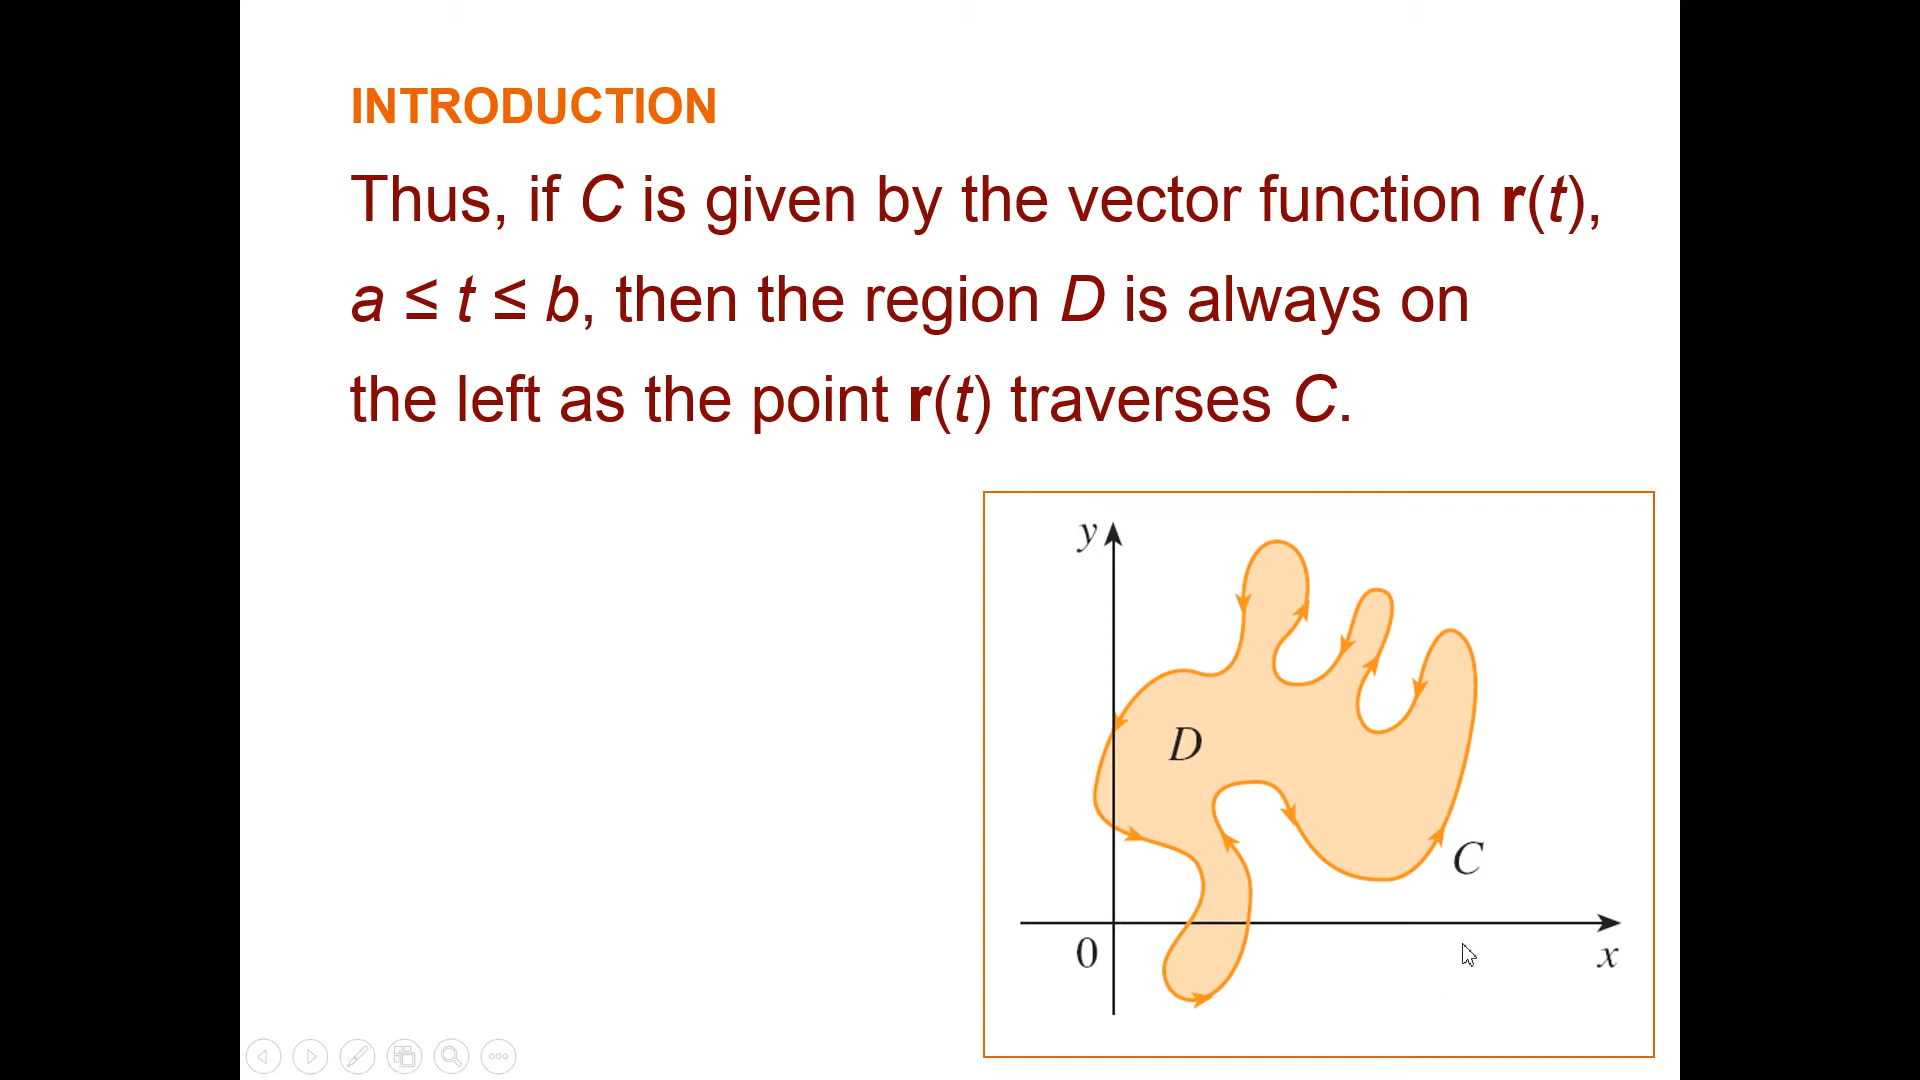 INTRODUCTION
Thus, if C is given by the vector function r(t),
a ≤ t ≤ b, then the region D is always on
the left as the point r(t) traverses C.
y
D
C
0
x